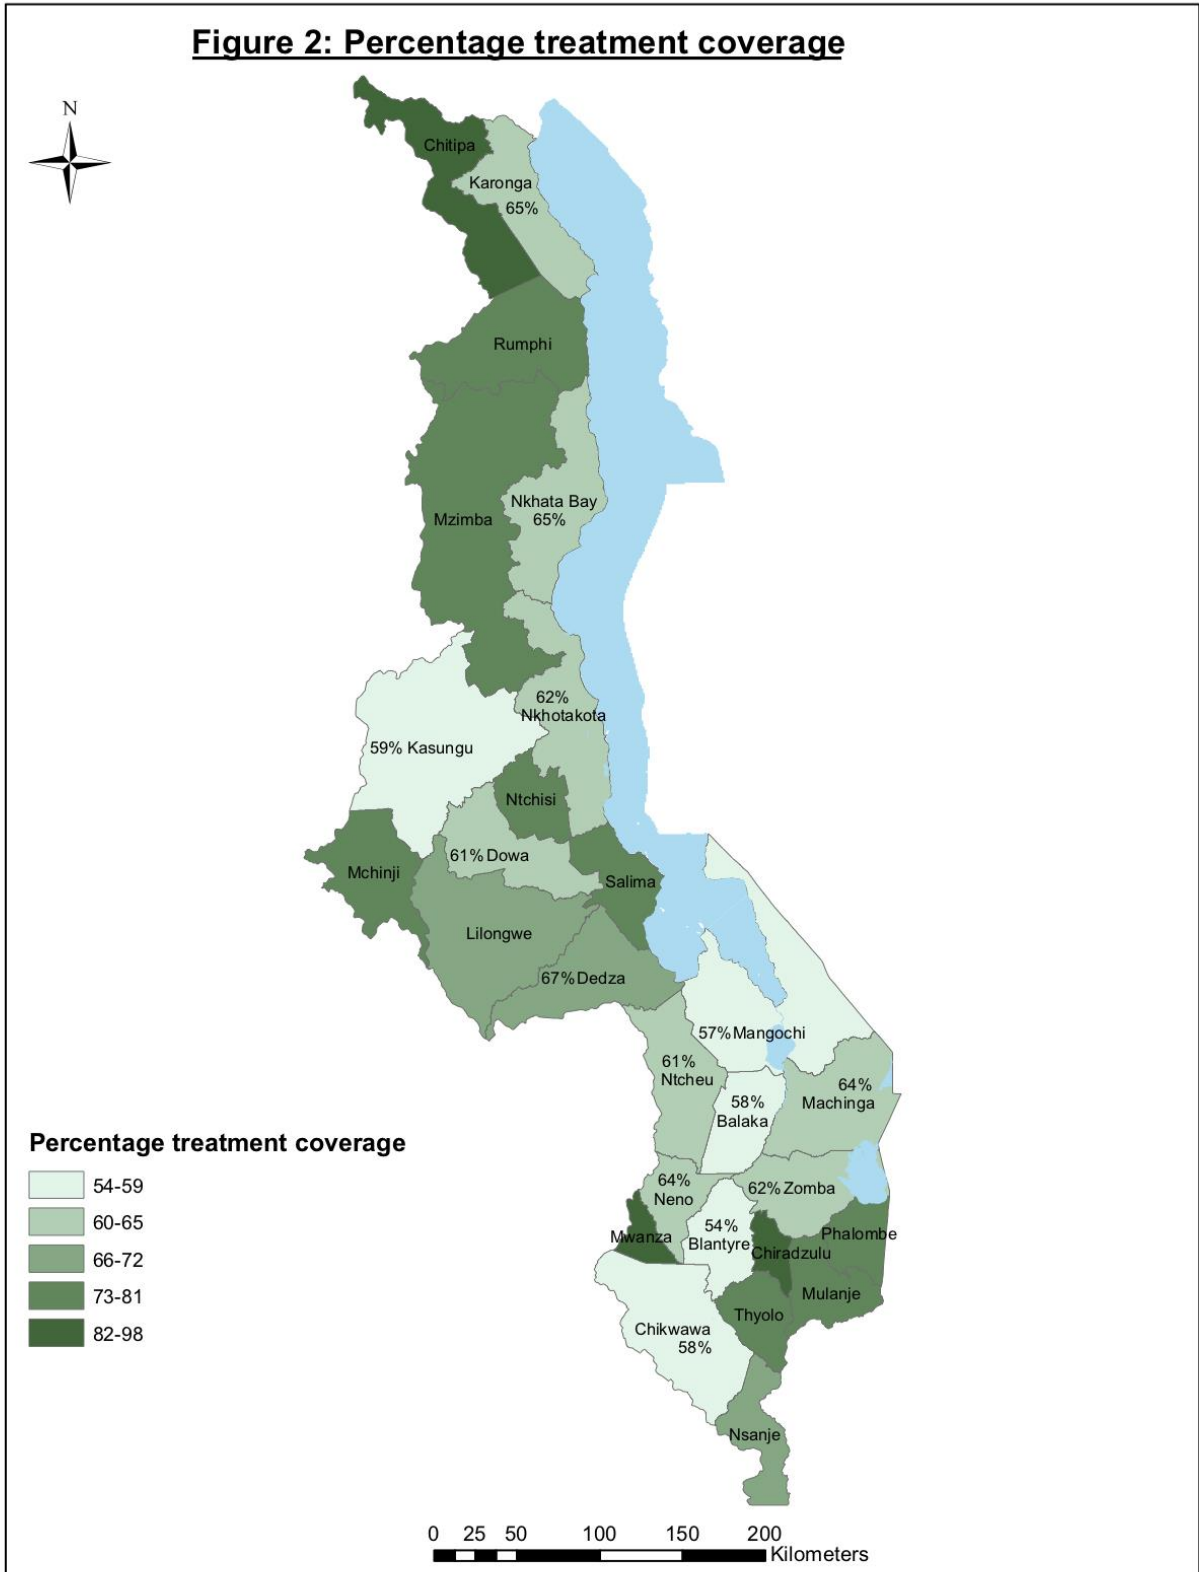 Figure 2: Percentage treatment coverage
N
Chitipa
Karonga
65%
Rumphi
Nkhata Bay
65%
Mzimba
62%
Nkhotakota
59% Kasungu
Ntchisi
61% Dowa
Mchinji
Salima
Lilongwe
67% Dedza
57% Mangochi
61%
Ntcheu
64%
Machinga
58%
Balaka
64%
Neno
62% Zomba
54%
Blantyre
Mwanza
Phalombe
Chiradzulu
Mulanje
Thyolo
Chikwawa
58%
Nsanje
Percentage treatment coverage
54-59
60-65
66-72
73-81
82-98
0 25 50 100 150 200
Kilometers